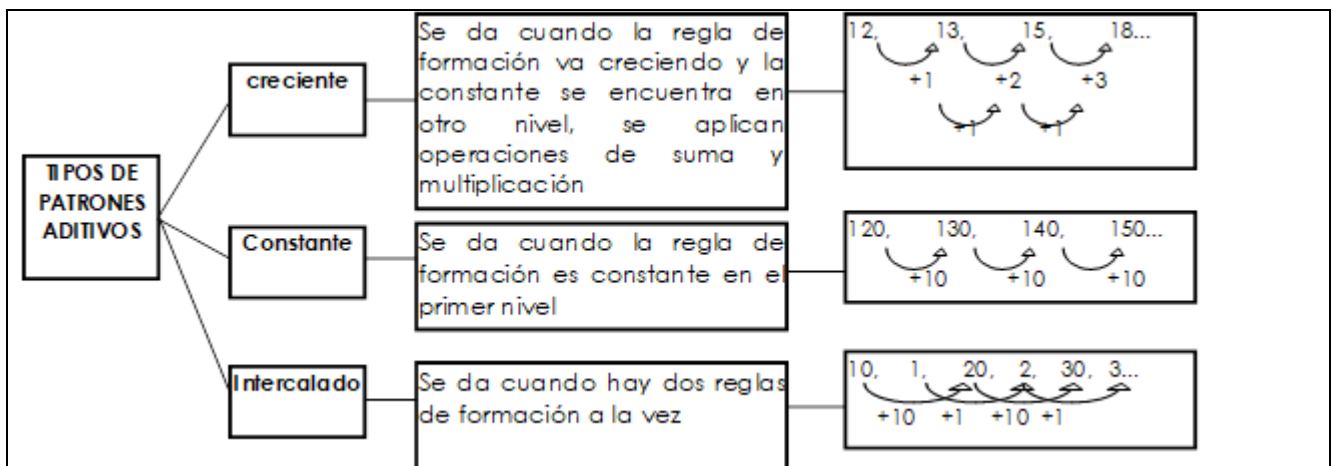 TIPOS DE
PATRONES
ADITIVOS
creciente
Se da cuando la regla de
formación va creciendo y la
constante se encuentra en
otro nivel, se aplican
operaciones de suma y
multiplicación
12, 13, 15, 18...
+1 +2 +3
+1 +1
Constante
Se da cuando la regla de
formación es constante en el
primer nivel
120, 130, 140, 150...
+10 +10 +10
Intercalado
Se da cuando hay dos reglas
de formación a la vez
10, 1, 20, 2, 30, 3...
+10 +1 +10 +1